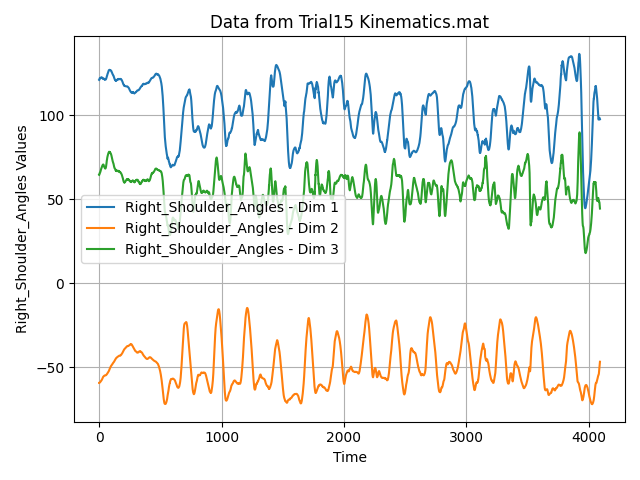 Data from Trial15 Kinematics.mat
Right_Shoulder_Angles Values
100
50
0
−50
Right_Shoulder_Angles - Dim 1
Right_Shoulder_Angles - Dim 2
Right_Shoulder_Angles - Dim 3
0 1000 2000 3000 4000
Time